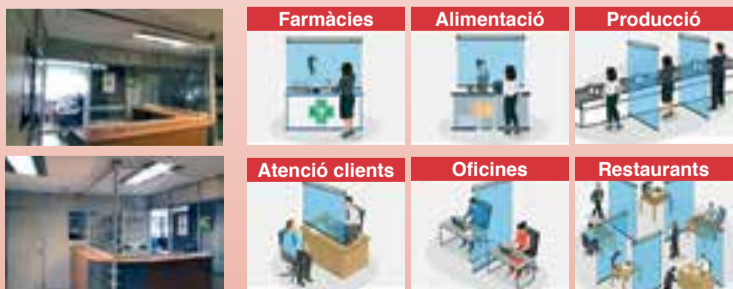 Farmàcies
Alimentació
Producció
Atenció clients
Oficines
Restaurants